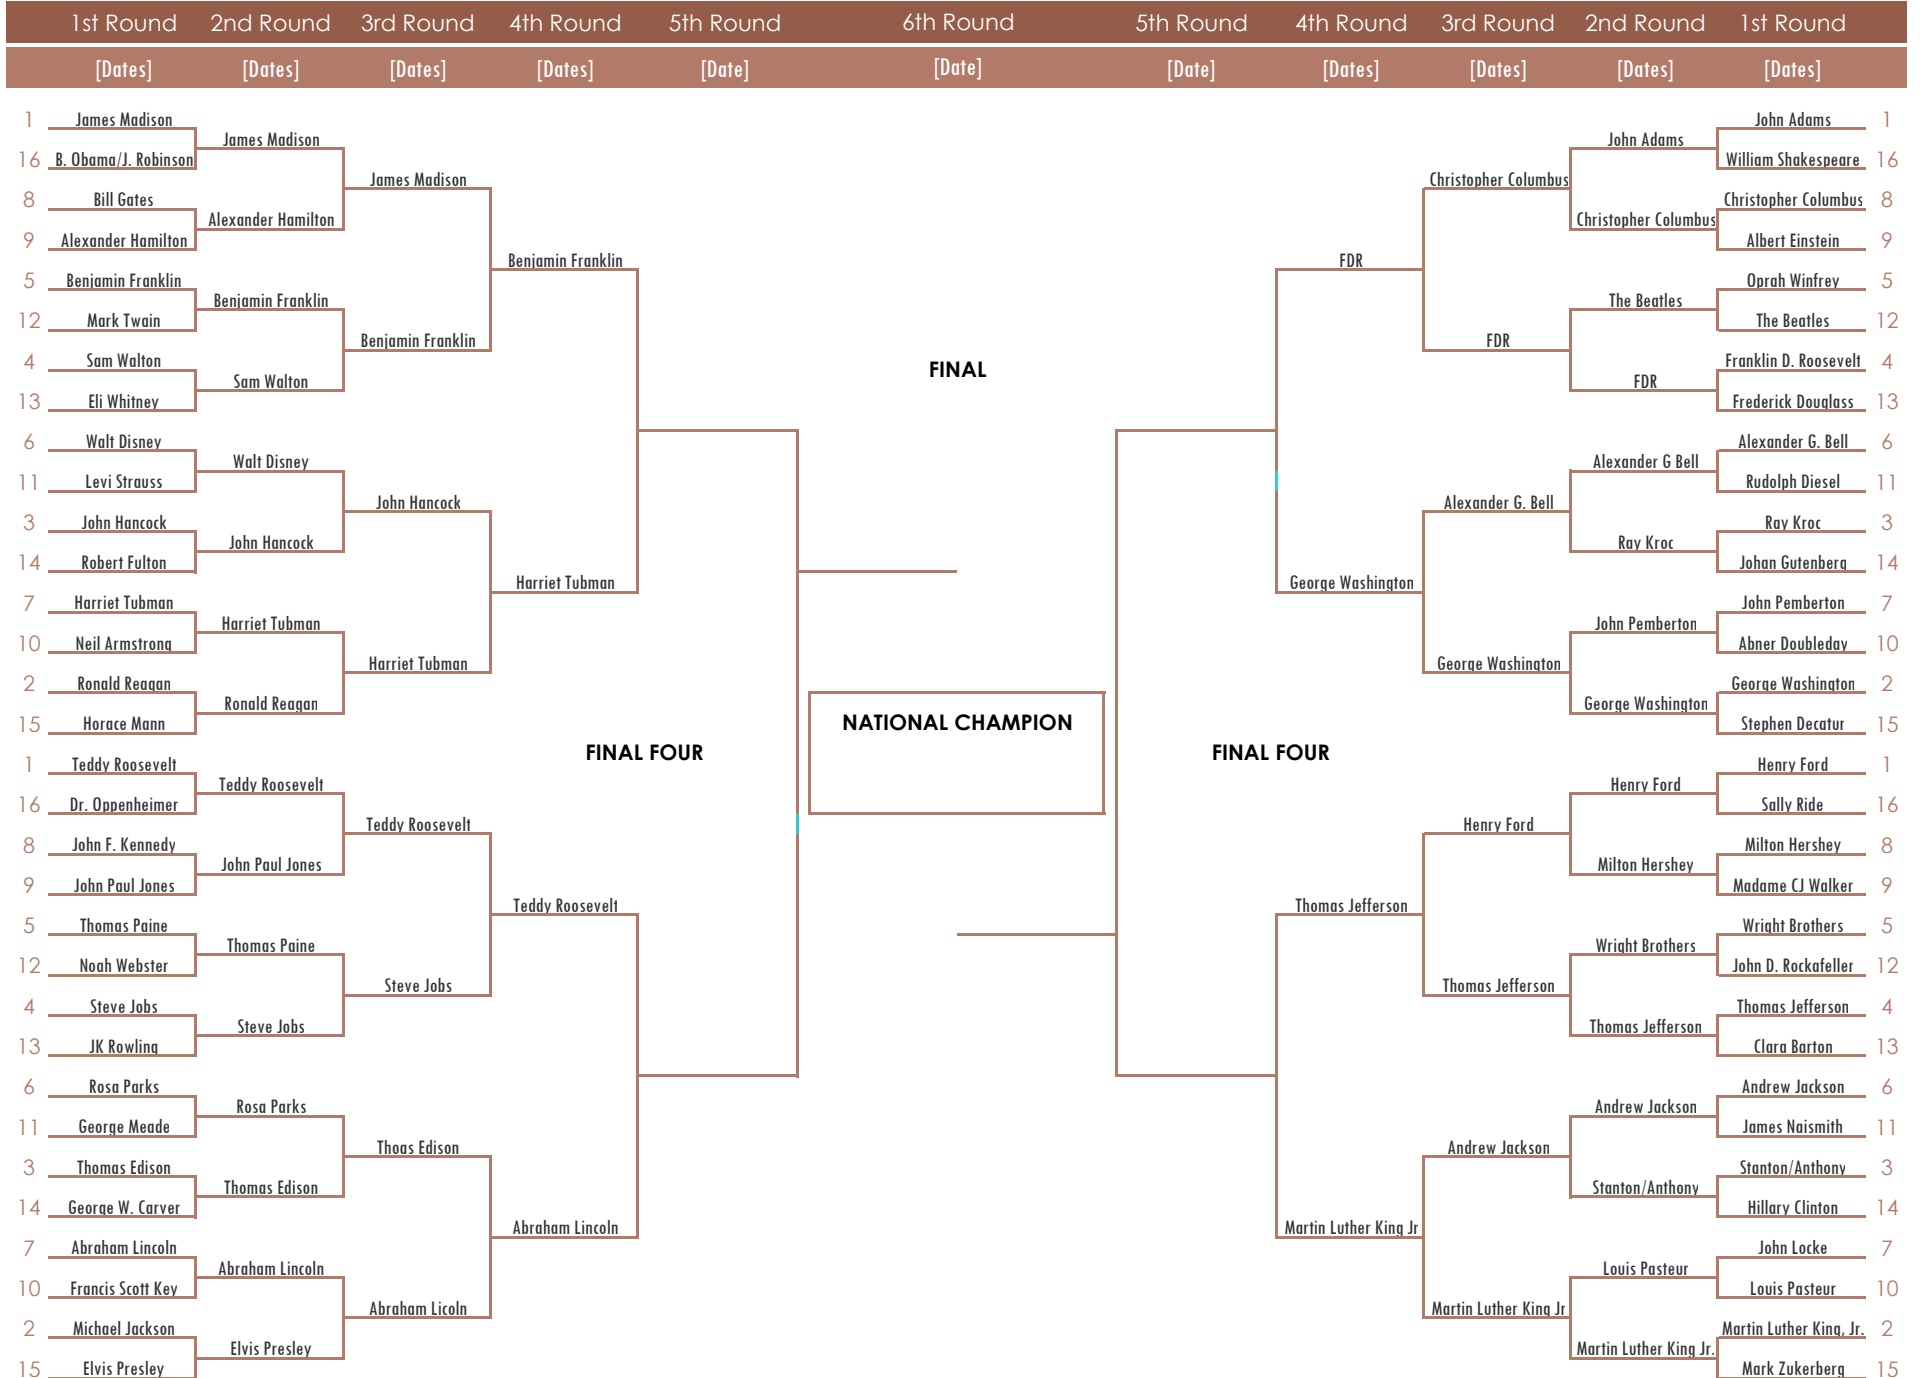 1st Round 2nd Round 3rd Round 4th Round 5th Round 6th Round 5th Round 4th Round 3rd Round 2nd Round 1st Round
[Dates] [Dates] [Dates] [Dates] [Date] [Date] [Date] [Dates] [Dates] [Dates] [Dates]
1 James Madison John Adams 1
James Madison John Adams
16 B. Obama/J. Robinson William Shakespeare 16
James Madison Christopher Columbus
8 Bill Gates Christopher Columbus 8
Alexander Hamilton Christopher Columbus
9 Alexander Hamilton Albert Einstein 9
Benjamin Franklin FDR
5 Benjamin Franklin Oprah Winfrey 5
Benjamin Franklin The Beatles
12 Mark Twain The Beatles 12
Benjamin Franklin FDR
4 Sam Walton Franklin D. Roosevelt 4
FINAL
Sam Walton FDR
13 Eli Whitney Frederick Douglass 13
6 Walt Disney Alexander G. Bell 6
Walt Disney Alexander G Bell
11 Levi Strauss Rudolph Diesel 11
John Hancock Alexander G. Bell
3 John Hancock Ray Kroc 3
John Hancock Ray Kroc
14 Robert Fulton Johan Gutenberg 14
Harriet Tubman George Washington
7 Harriet Tubman John Pemberton 7
Harriet Tubman John Pemberton
10 Neil Armstrong Abner Doubleday 10
Harriet Tubman George Washington
2 Ronald Reagan George Washington 2
Ronald Reagan George Washington
15 Horace Mann NATIONAL CHAMPION Stephen Decatur 15
FINAL FOUR FINAL FOUR
1 Teddy Roosevelt Henry Ford 1
Teddy Roosevelt Henry Ford
16 Dr. Oppenheimer Sally Ride 16
Teddy Roosevelt Henry Ford
8 John F. Kennedy Milton Hershey 8
John Paul Jones Milton Hershey
9 John Paul Jones Madame CJ Walker 9
Teddy Roosevelt Thomas Jefferson
5 Thomas Paine Wright Brothers 5
Thomas Paine Wright Brothers
12 Noah Webster John D. Rockafeller 12
Steve Jobs Thomas Jefferson
4 Steve Jobs Thomas Jefferson 4
Steve Jobs Thomas Jefferson
13 JK Rowling Clara Barton 13
6 Rosa Parks Andrew Jackson 6
Rosa Parks Andrew Jackson
11 George Meade James Naismith 11
Thoas Edison Andrew Jackson
3 Thomas Edison Stanton/Anthony 3
Thomas Edison Stanton/Anthony
14 George W. Carver Hillary Clinton 14
Abraham Lincoln Martin Luther King Jr
7 Abraham Lincoln John Locke 7
Abraham Lincoln Louis Pasteur
10 Francis Scott Key Louis Pasteur 10
Abraham Licoln Martin Luther King Jr
2 Michael Jackson Martin Luther King, Jr. 2
Elvis Presley Martin Luther King Jr.
15 Elvis Presley Mark Zukerberg 15